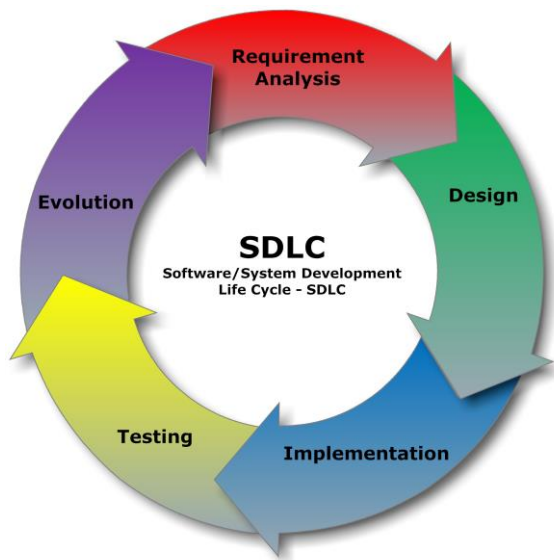 Requirement
Analysis
Design
Implementation
Testing
Evolution
SDLC
Software/System Development
Life Cycle - SDLC